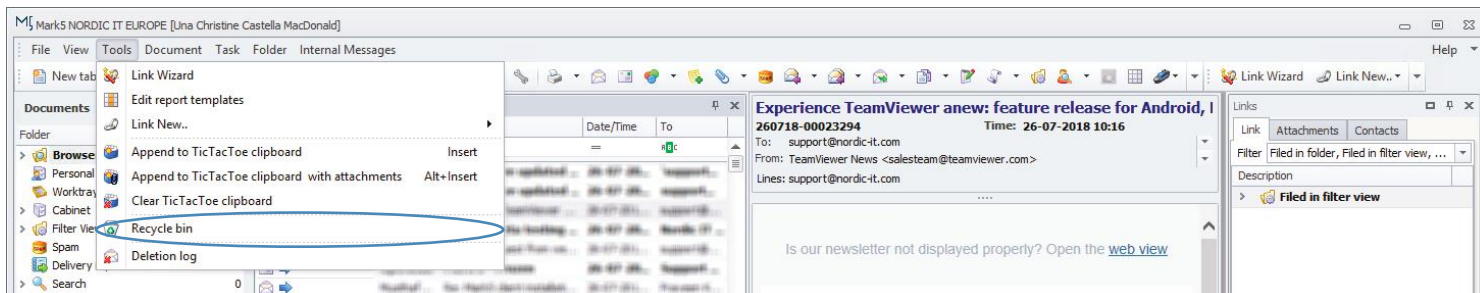 M5 Mark5 NORDIC IT EUROPE [Una Christine Castella MacDonald]
File View Tools Document Task Folder Internal Messages Help
New tab Link Wizard Link New..
Link Wizard
Edit report templates
Link New..
Append to TicTacToe clipboard Insert
Append to TicTacToe clipboard with attachments Alt+Insert
Clear TicTacToe clipboard
Recycle bin
Deletion log
Documents
Folder
Browse
Personal
Worktray
Cabinet
Filter Vie
Spam
Delivery
Search 0
Date/Time To
=
Experience TeamViewer anew: feature release for Android, I
260718-00023294 Time: 26-07-2018 10:16
To: support@nordic-it.com
From: TeamViewer News <salesteam@teamviewer.com>
Lines: support@nordic-it.com
Is our newsletter not displayed properly? Open the web view
Links
Link Attachments Contacts
Filter Filed in folder, Filed in filter view, ...
Description
Filed in filter view